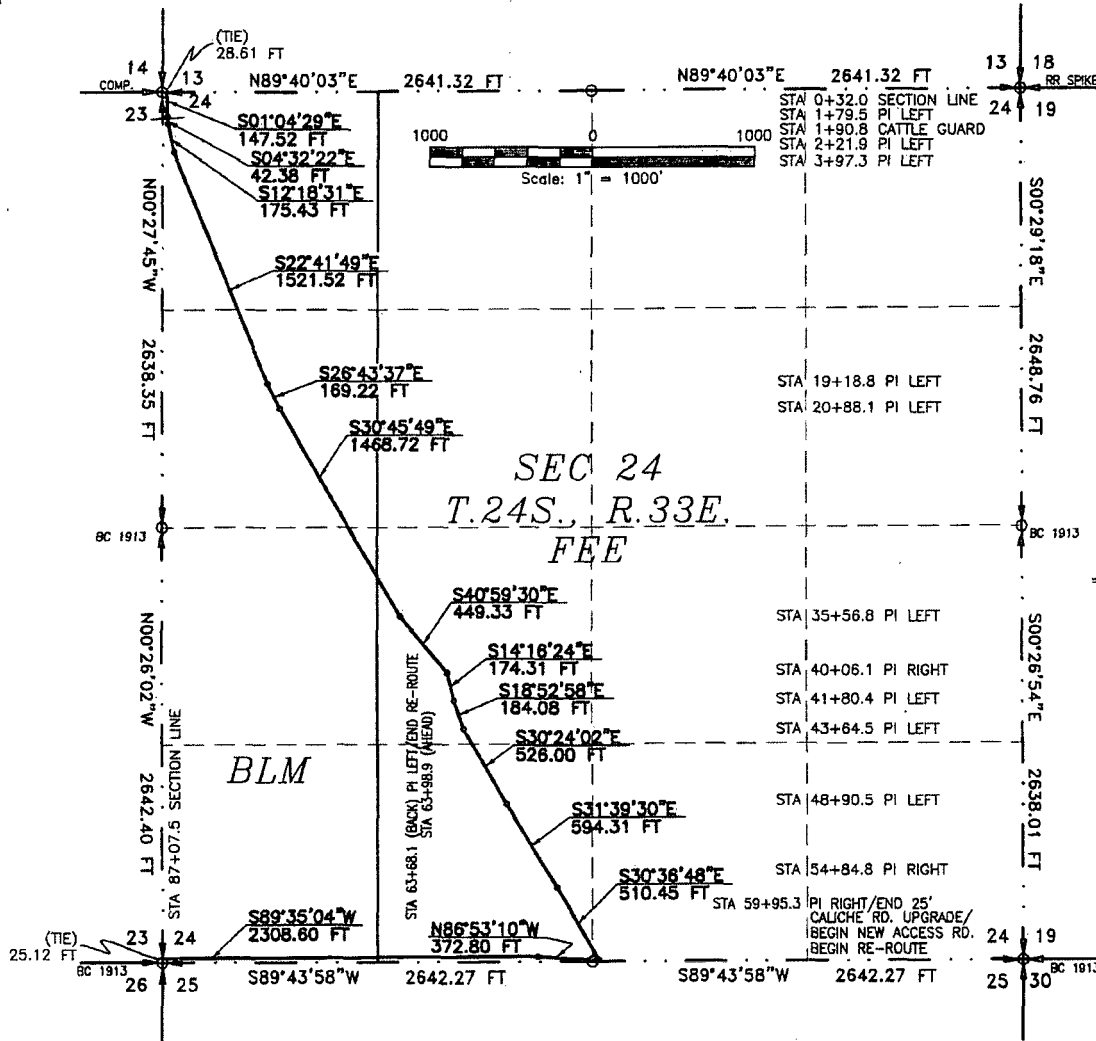 (TIE)
28.61 FT
14
13
COMP.
N89°40'03"E 2641.32 FT
N89°40'03"E 2641.32 FT
13 18
RR SPIKE
23
24
24 19
S01°04'29"E
147.52 FT
S04°32'22"E
42.38 FT
S12°18'31"E
175.43 FT
1000 0 1000
Scale: 1" = 1000'
STA 0+32.0 SECTION LINE
STA 1+79.5 PI LEFT
STA 1+90.8 CATTLE GUARD
STA 2+21.9 PI LEFT
STA 3+97.3 PI LEFT
N00°27'45"W 2638.35 FT
S00°29'18"E 2648.76 FT
S22°41'49"E
1521.52 FT
S26°43'37"E
169.22 FT
STA 19+18.8 PI LEFT
STA 20+88.1 PI LEFT
S30°45'49"E
1468.72 FT
SEC 24
T.24S., R.33E.
FEE
BC 1913
BC 1913
S40°59'30"E
449.33 FT
STA 35+56.8 PI LEFT
S14°16'24"E
174.31 FT
STA 40+06.1 PI RIGHT
S18°52'58"E
184.08 FT
STA 41+80.4 PI LEFT
STA 43+64.5 PI LEFT
N00°26'02"W 2642.40 FT
S00°26'54"E 2638.01 FT
STA 87+07.5 SECTION LINE
BLM
STA 63+68.1 (BACK) PI LEFT/END RE-ROUTE
STA 63+98.9 (AHEAD)
S30°24'02"E
526.00 FT
STA 48+90.5 PI LEFT
S31°39'30"E
594.31 FT
STA 54+84.8 PI RIGHT
S30°36'48"E
510.45 FT
STA 59+95.3 PI RIGHT/END 25'
CALICHE RD. UPGRADE/
BEGIN NEW ACCESS RD.
BEGIN RE-ROUTE
S89°35'04"W
2308.60 FT
N86°53'10"W
372.80 FT
(TIE)
25.12 FT
23 24
24 19
BC 1913
BC 1913
26 25
S89°43'58"W 2642.27 FT
S89°43'58"W 2642.27 FT
25 30